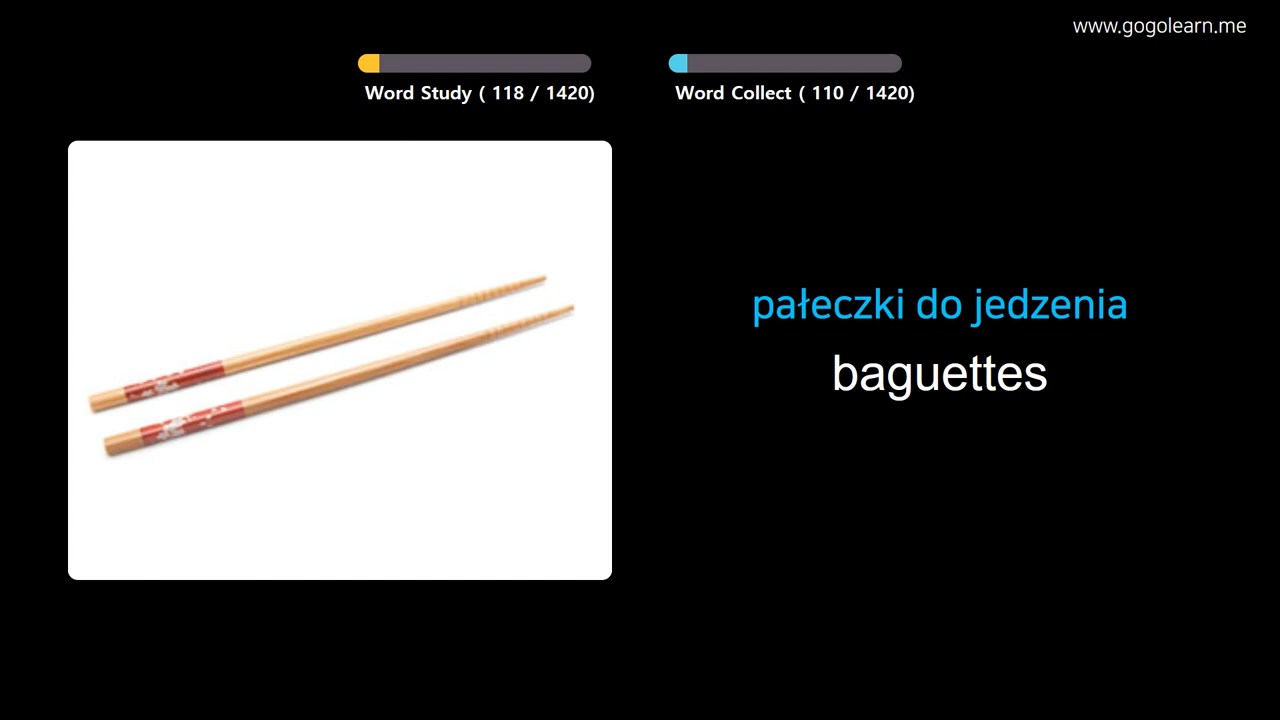 www.gogolearn.me
Word Study ( 118 / 1420)
Word Collect ( 110 / 1420)
pałeczki do jedzenia
baguettes